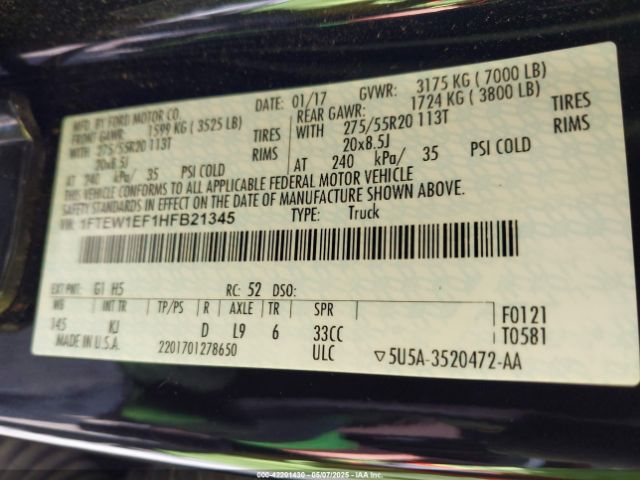 MFD. BY FORD MOTOR CO. DATE: 01/17 GVWR: 3175 KG ( 7000 LB)
FRONT GAWR: 1599 KG ( 3525 LB) REAR GAWR: 1724 KG ( 3800 LB)
WITH 275/55R20 113T TIRES WITH 275/55R20 113T TIRES
20x8.5J RIMS 20x8.5J RIMS
AT 240 kPa/ 35 PSI COLD AT 240 kPa/ 35 PSI COLD
THIS VEHICLE CONFORMS TO ALL APPLICABLE FEDERAL MOTOR VEHICLE
SAFETY STANDARDS IN EFFECT ON THE DATE OF MANUFACTURE SHOWN ABOVE.
VIN: 1FTEW1EF1HFB21345 TYPE: Truck
EXT PNT: G1 H5 RC: 52 DSO:
WB INT TR TP/PS R AXLE TR SPR F0121
145 KJ D L9 6 33CC T0581
MADE IN U.S.A. 2201701278650 ULC ▽5U5A-3520472-AA
000-42201430 - 05/07/2025 - IAAI.COM